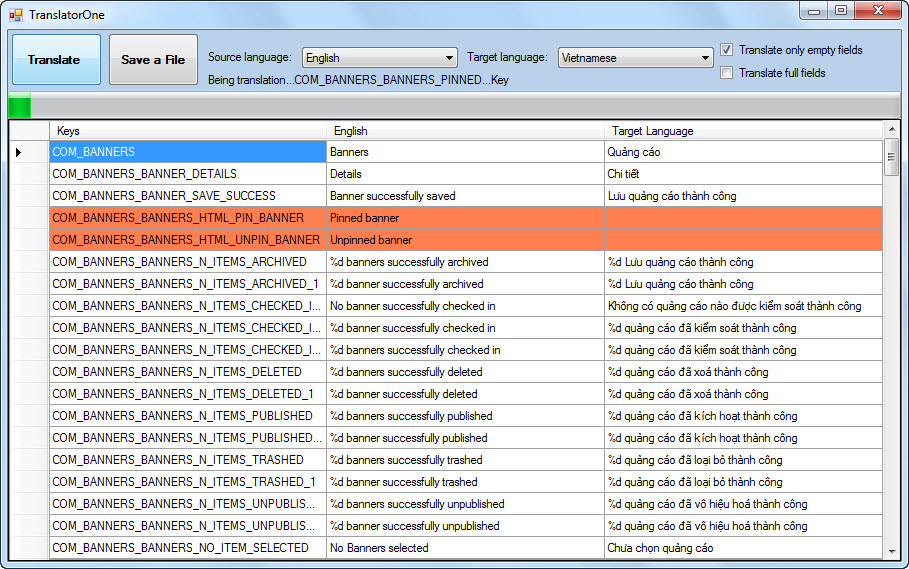 TranslatorOne
Translate
Save a File
Source language: English Target language: Vietnamese
Translate only empty fields
Being translation...COM_BANNERS_BANNERS_PINNED...Key
Translate full fields
Keys English Target Language
COM_BANNERS Banners Quảng cáo
COM_BANNERS_BANNER_DETAILS Details Chi tiết
COM_BANNERS_BANNER_SAVE_SUCCESS Banner successfully saved Lưu quảng cáo thành công
COM_BANNERS_BANNERS_HTML_PIN_BANNER Pinned banner
COM_BANNERS_BANNERS_HTML_UNPIN_BANNER Unpinned banner
COM_BANNERS_BANNERS_N_ITEMS_ARCHIVED %d banners successfully archived %d Lưu quảng cáo thành công
COM_BANNERS_BANNERS_N_ITEMS_ARCHIVED_1 %d banner successfully archived %d Lưu quảng cáo thành công
COM_BANNERS_BANNERS_N_ITEMS_CHECKED_I... No banner successfully checked in Không có quảng cáo nào được kiểm soát thành công
COM_BANNERS_BANNERS_N_ITEMS_CHECKED_I... %d banner successfully checked in %d quảng cáo đã kiểm soát thành công
COM_BANNERS_BANNERS_N_ITEMS_CHECKED_I... %d banners successfully checked in %d quảng cáo đã kiểm soát thành công
COM_BANNERS_BANNERS_N_ITEMS_DELETED %d banners successfully deleted %d quảng cáo đã xoá thành công
COM_BANNERS_BANNERS_N_ITEMS_DELETED_1 %d banner successfully deleted %d quảng cáo đã xoá thành công
COM_BANNERS_BANNERS_N_ITEMS_PUBLISHED %d banners successfully published %d quảng cáo đã kích hoạt thành công
COM_BANNERS_BANNERS_N_ITEMS_PUBLISHED... %d banner successfully published %d quảng cáo đã kích hoạt thành công
COM_BANNERS_BANNERS_N_ITEMS_TRASHED %d banners successfully trashed %d quảng cáo đã loại bỏ thành công
COM_BANNERS_BANNERS_N_ITEMS_TRASHED_1 %d banner successfully trashed %d quảng cáo đã loại bỏ thành công
COM_BANNERS_BANNERS_N_ITEMS_UNPUBLIS... %d banners successfully unpublished %d quảng cáo đã vô hiệu hoá thành công
COM_BANNERS_BANNERS_N_ITEMS_UNPUBLIS... %d banner successfully unpublished %d quảng cáo đã vô hiệu hoá thành công
COM_BANNERS_BANNERS_NO_ITEM_SELECTED No Banners selected Chưa chọn quảng cáo